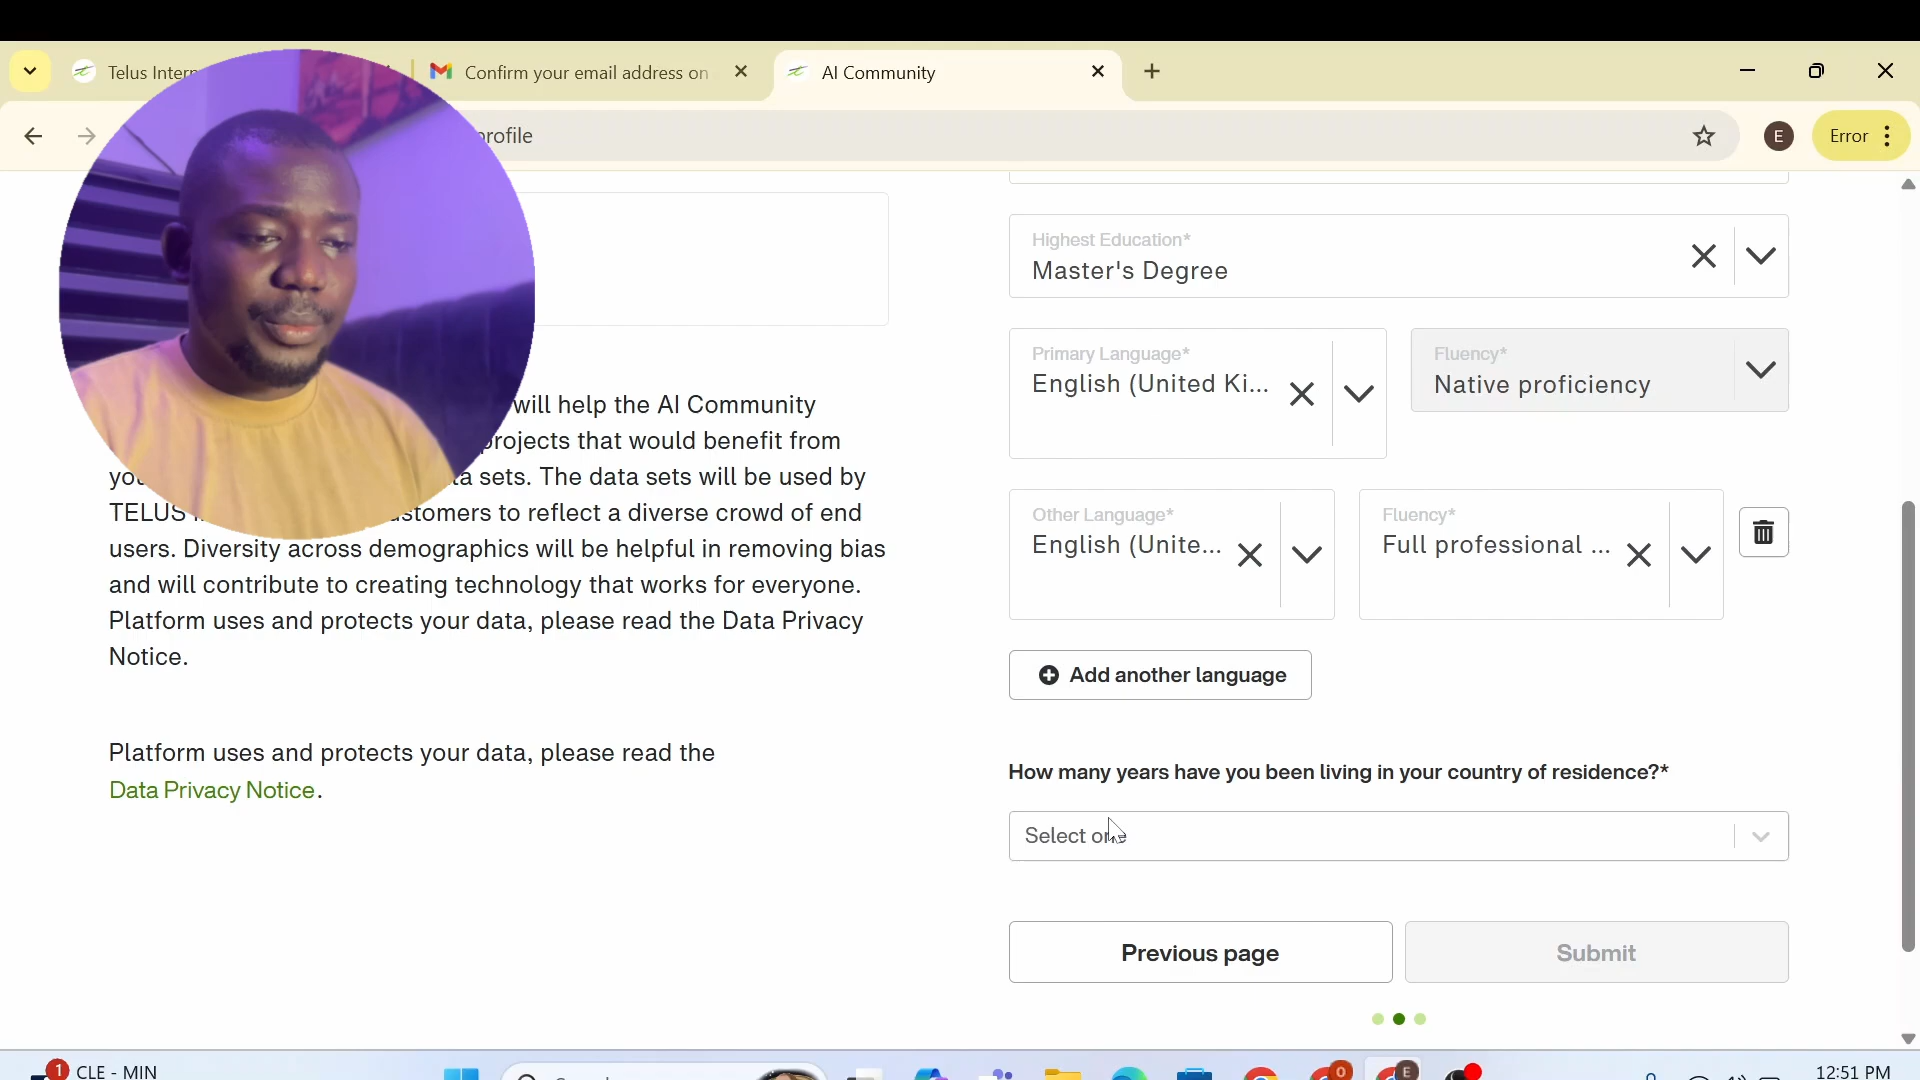 Telus Intern
Confirm your email address on
AI Community
profile
E
Error
Highest Education*
Master's Degree
Primary Language*
English (United Ki...
Fluency*
Native proficiency
Other Language*
English (Unite...
Fluency*
Full professional ...
Add another language
How many years have you been living in your country of residence?*
Select one
Previous page
Submit
will help the AI Community
projects that would benefit from
sets. The data sets will be used by
TELUS customers to reflect a diverse crowd of end
users. Diversity across demographics will be helpful in removing bias
and will contribute to creating technology that works for everyone.
Platform uses and protects your data, please read the Data Privacy
Notice.
Platform uses and protects your data, please read the
Data Privacy Notice.
1
CLE - MIN
O
E
12:51 PM